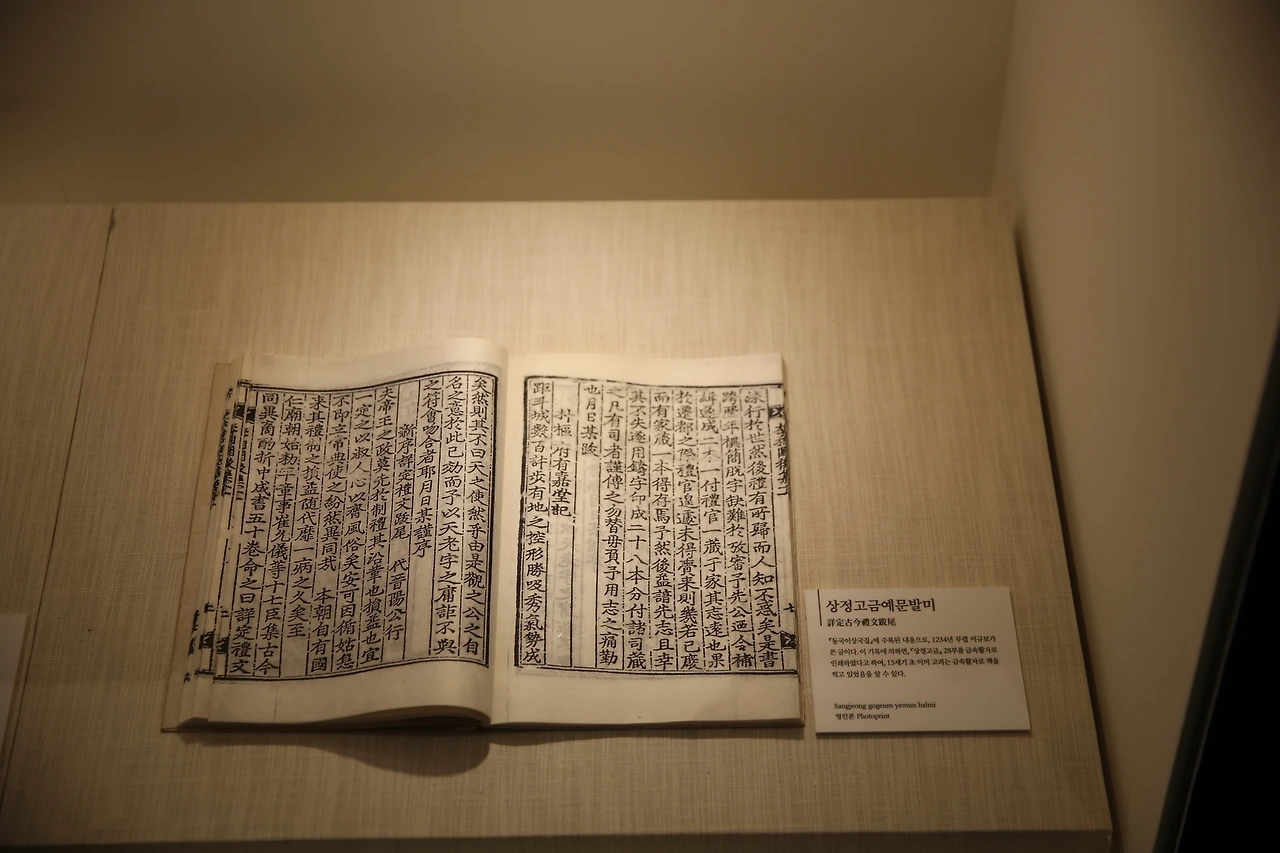 矣然則其不曰天之使然乎由是觀之公之自
名之意於此已効而予以天老字之庸詎不與
之符會吻合者耶月日某謹序
新序詳定禮文跋尾 代晉陽公行
夫帝王之政莫先於制禮其沿革也損益也宜
一定之以淑人心以齊風俗矣安可因循姑息
不即立常典使之紛然異同哉 本朝自有國
來其禮制之損益隨代靡一病之久矣至
仁廟朝始勑平章事崔允儀等十七臣集古今
同異商酌折中成書五十卷命之曰詳定禮文
流行於世然後禮有所歸而人知不惑矣是書
跨歷年禩簡脫字缺難於攷審予先公迺令補
緝遂成二本一付禮官一藏于家其志遠也果
於遷都之際禮官遑遽未得齎來則幾若已廢
而有家藏一本得存焉予然後益諳先志且幸
其不失遂用鑄字印成二十八本分付諸司藏
之凡有司者謹傳之勿替毋負予用志之痛勤
也月日某跋
朴樞府有嘉堂記
距斗城數百許步有地之控形勝吸秀氣勢成
상정고금예문발미
詳定古今禮文跋尾
『동국이상국집』에 수록된 내용으로, 1234년 무렵 이규보가
쓴 글이다. 이 기록에 의하면, 『상정고금』 28부를 금속활자로
인쇄하였다고 하여, 13세기 초 이미 고려는 금속활자로 책을
찍고 있었음을 알 수 있다.
Sangjeong gogeum yemun balmi
영인본 Photoprint